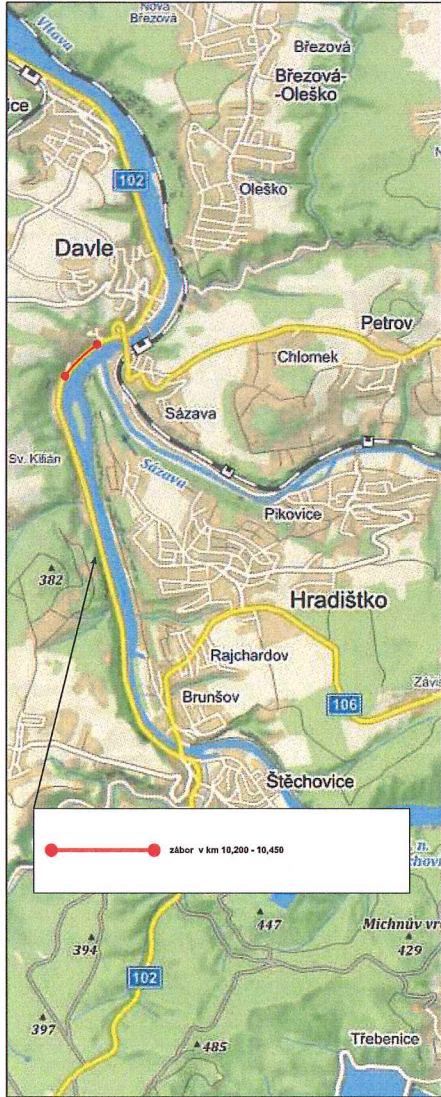 Nová
Březová
Vltava
Březová
Březová-
-Oleško
ice
102
Oleško
Davle
Petrov
Chlomek
Sázava
Sv. Kilián
Sázava
Pikovice
382
Hradištko
Rajchardov
Závis
Brunšov
106
Štěchovice
zábor v km 10,200 - 10,450
n.
chovi
447
Michnův vr
394
429
102
397
485
Třebenice